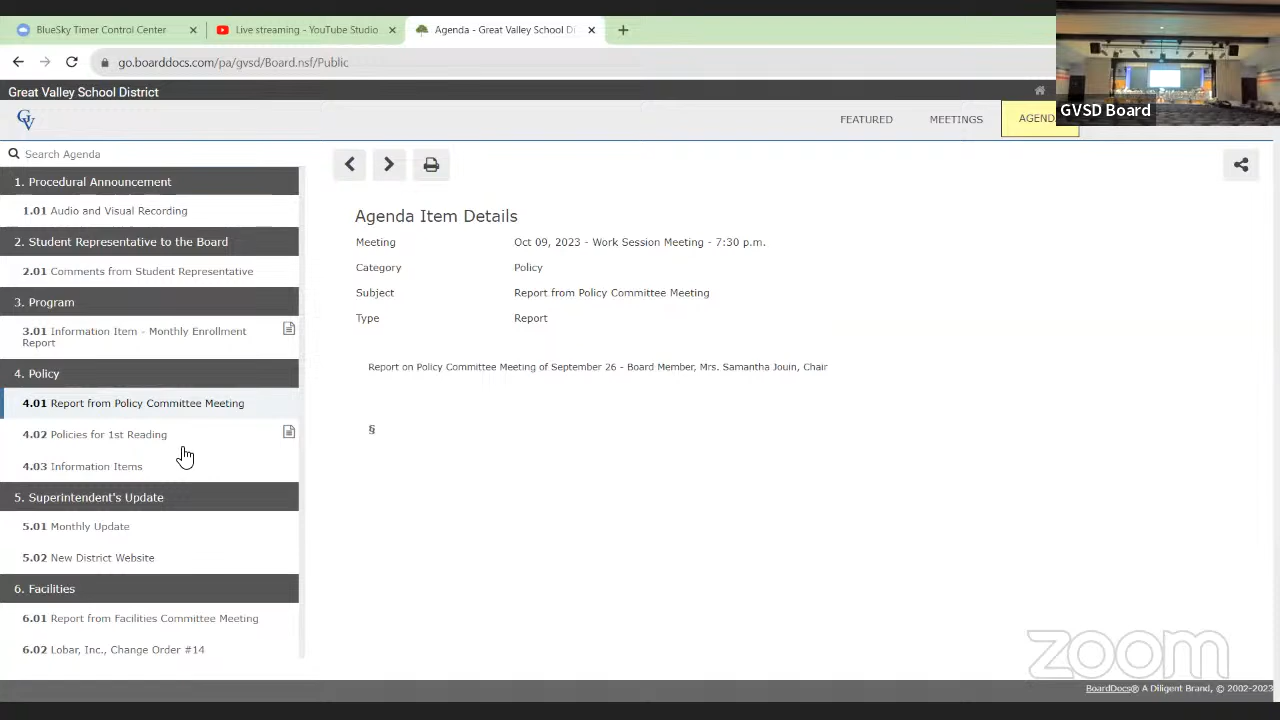 BlueSky Timer Control Center
Live streaming - YouTube Studio
Agenda - Great Valley School Di
go.boarddocs.com/pa/gvsd/Board.nsf/Public
Great Valley School District
GV
FEATURED
MEETINGS
AGENDA
GVSD Board
Search Agenda
1. Procedural Announcement
1.01 Audio and Visual Recording
2. Student Representative to the Board
2.01 Comments from Student Representative
3. Program
3.01 Information Item - Monthly Enrollment
Report
4. Policy
4.01 Report from Policy Committee Meeting
4.02 Policies for 1st Reading
4.03 Information Items
5. Superintendent's Update
5.01 Monthly Update
5.02 New District Website
6. Facilities
6.01 Report from Facilities Committee Meeting
6.02 Lobar, Inc., Change Order #14
Agenda Item Details
Meeting Oct 09, 2023 - Work Session Meeting - 7:30 p.m.
Category Policy
Subject Report from Policy Committee Meeting
Type Report
Report on Policy Committee Meeting of September 26 - Board Member, Mrs. Samantha Jouin, Chair
§
zoom
BoardDocs® A Diligent Brand, © 2002-2023